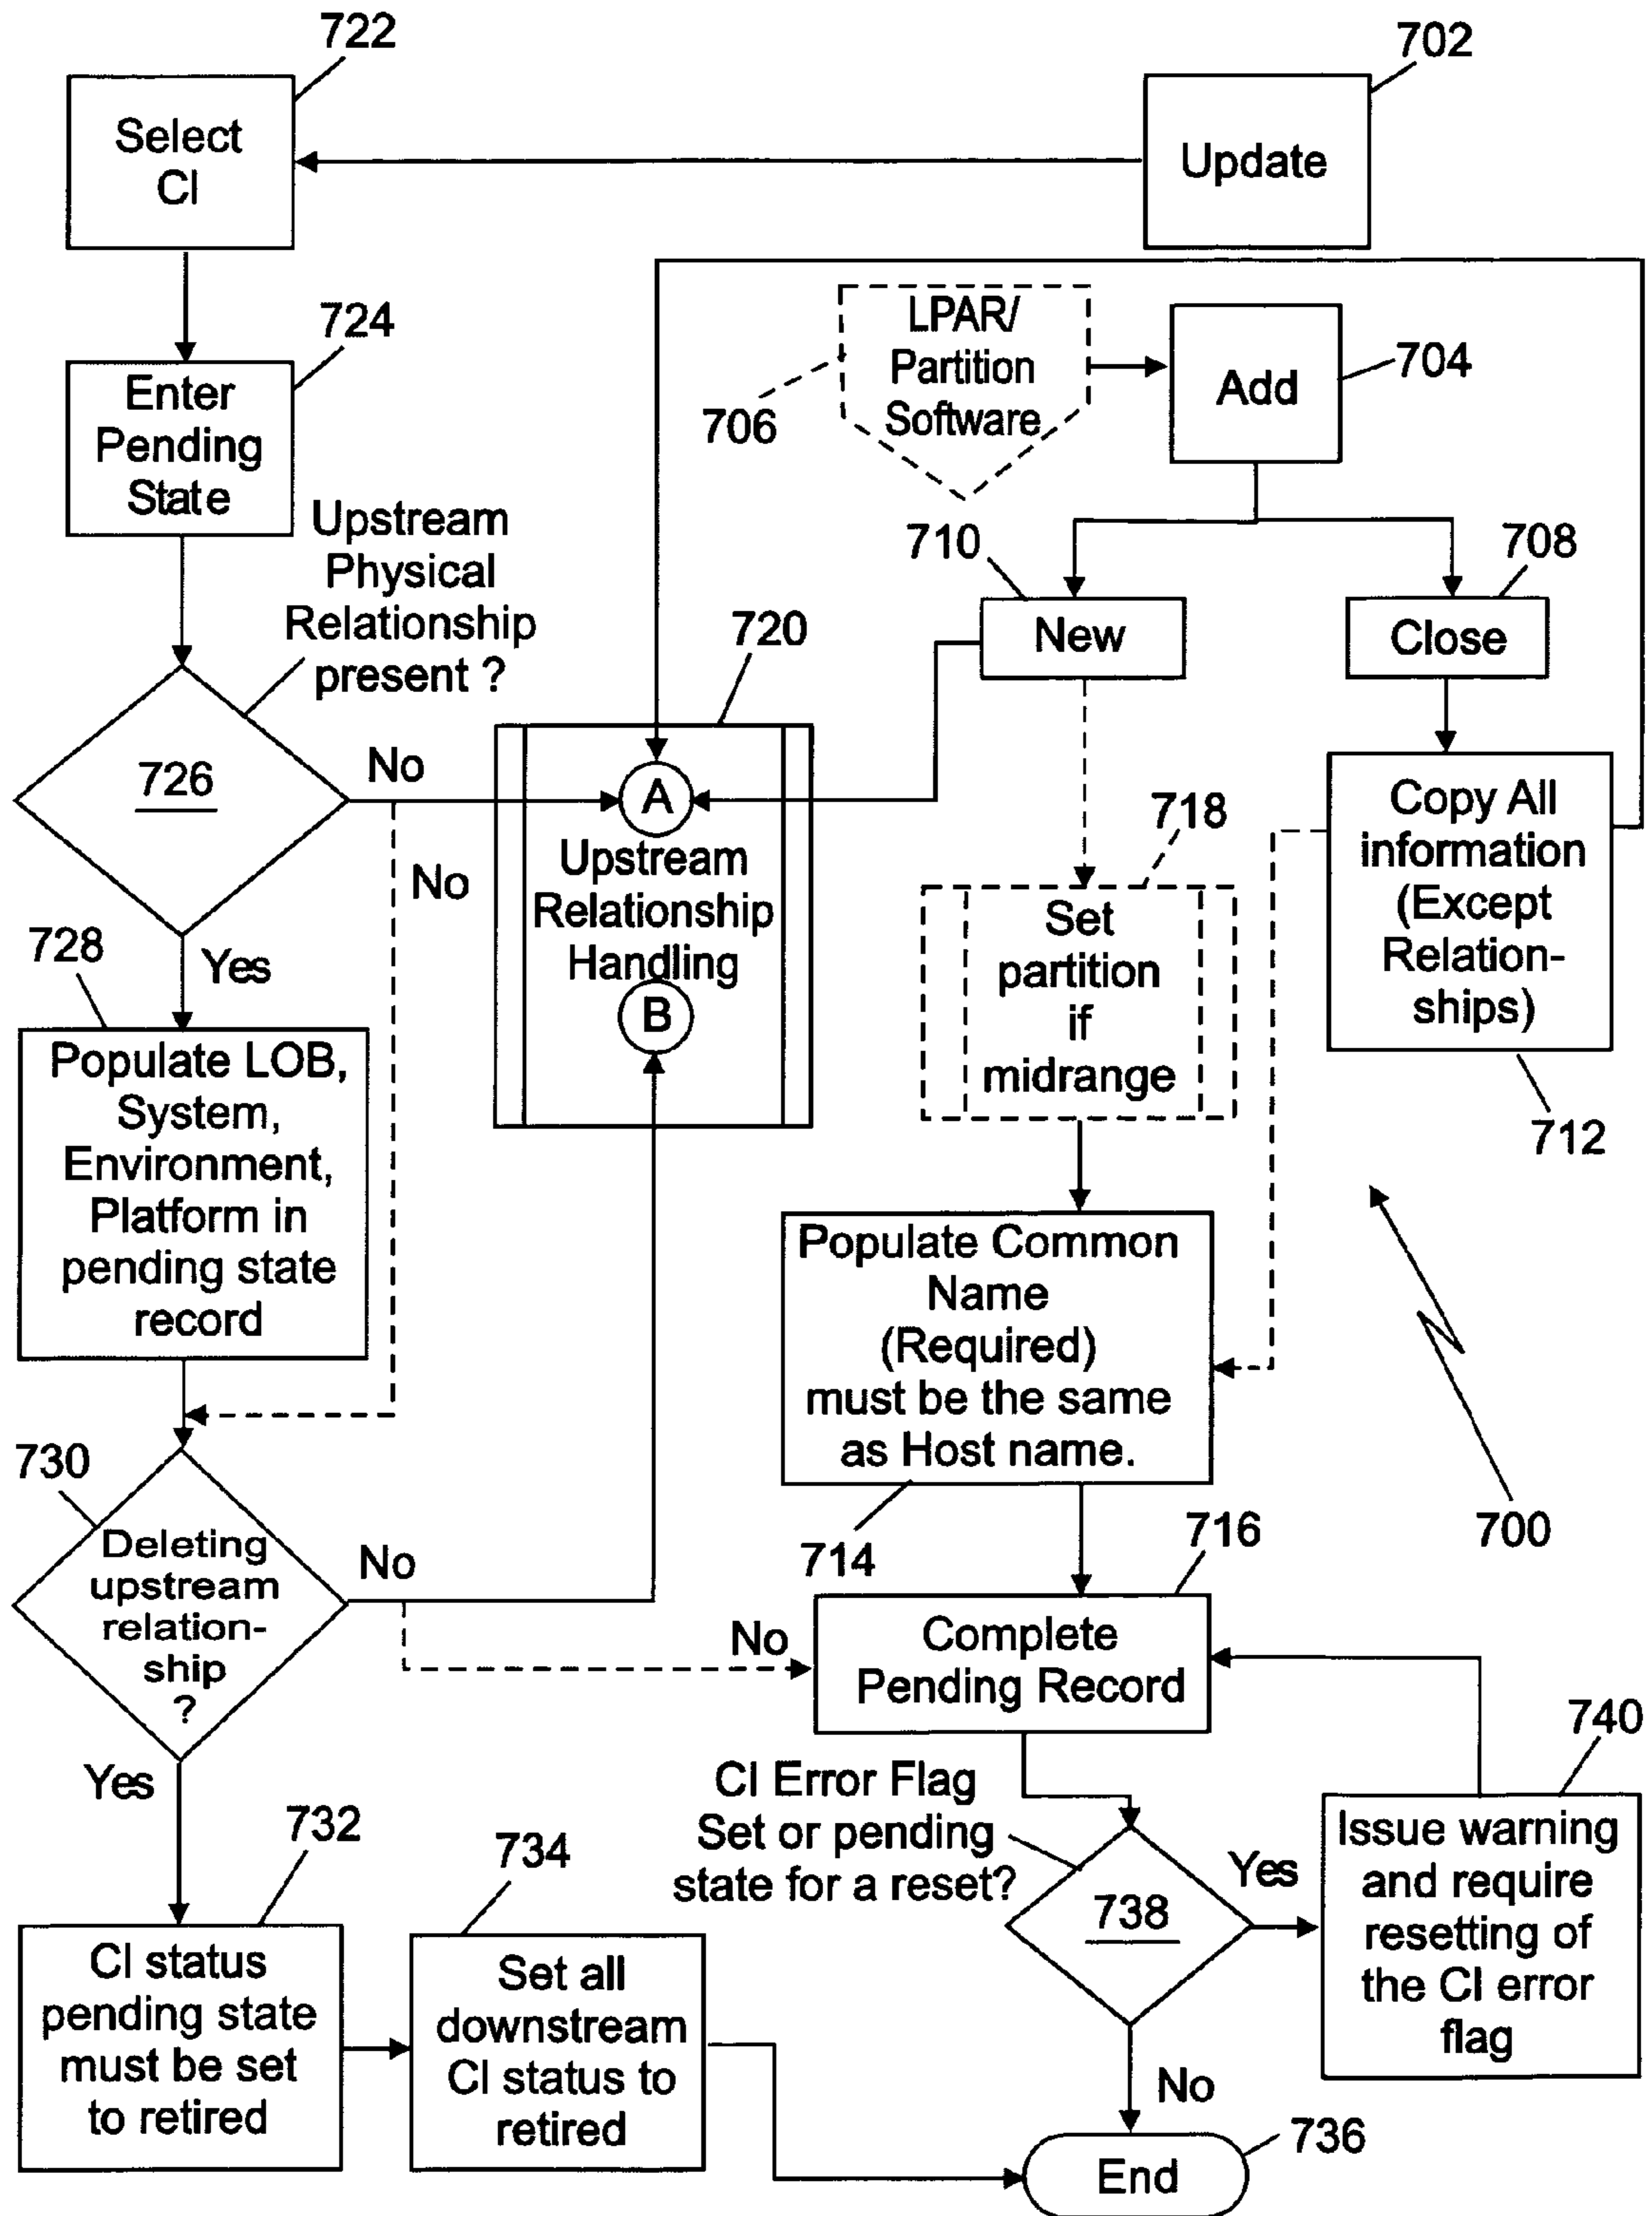 722
702
Select
CI
Update
724
Enter
Pending
State
LPAR/
Partition
Software
706
Add
704
Upstream
Physical
Relationship
present ?
710
708
New
Close
720
726
No
No
A
Upstream
Relationship
Handling
B
718
Set
partition
if
midrange
Copy All
information
(Except
Relation-
ships)
712
728
Yes
Populate LOB,
System,
Environment,
Platform in
pending state
record
Populate Common
Name
(Required)
must be the same
as Host name.
714
700
730
Deleting
upstream
relation-
ship
?
No
No
716
Complete
Pending Record
Yes
740
CI Error Flag
Set or pending
state for a reset?
738
Yes
Issue warning
and require
resetting of
the CI error
flag
732
CI status
pending state
must be set
to retired
734
Set all
downstream
CI status to
retired
No
736
End